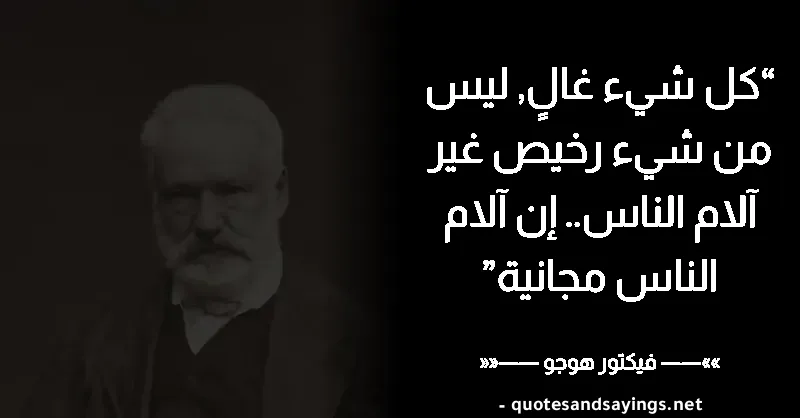 “كل شيء غالٍ, ليس
من شيء رخيص غير
آلام الناس.. إن آلام
الناس مجانية”
»»—— فيكتور هوجو ——««
- quotesandsayings.net